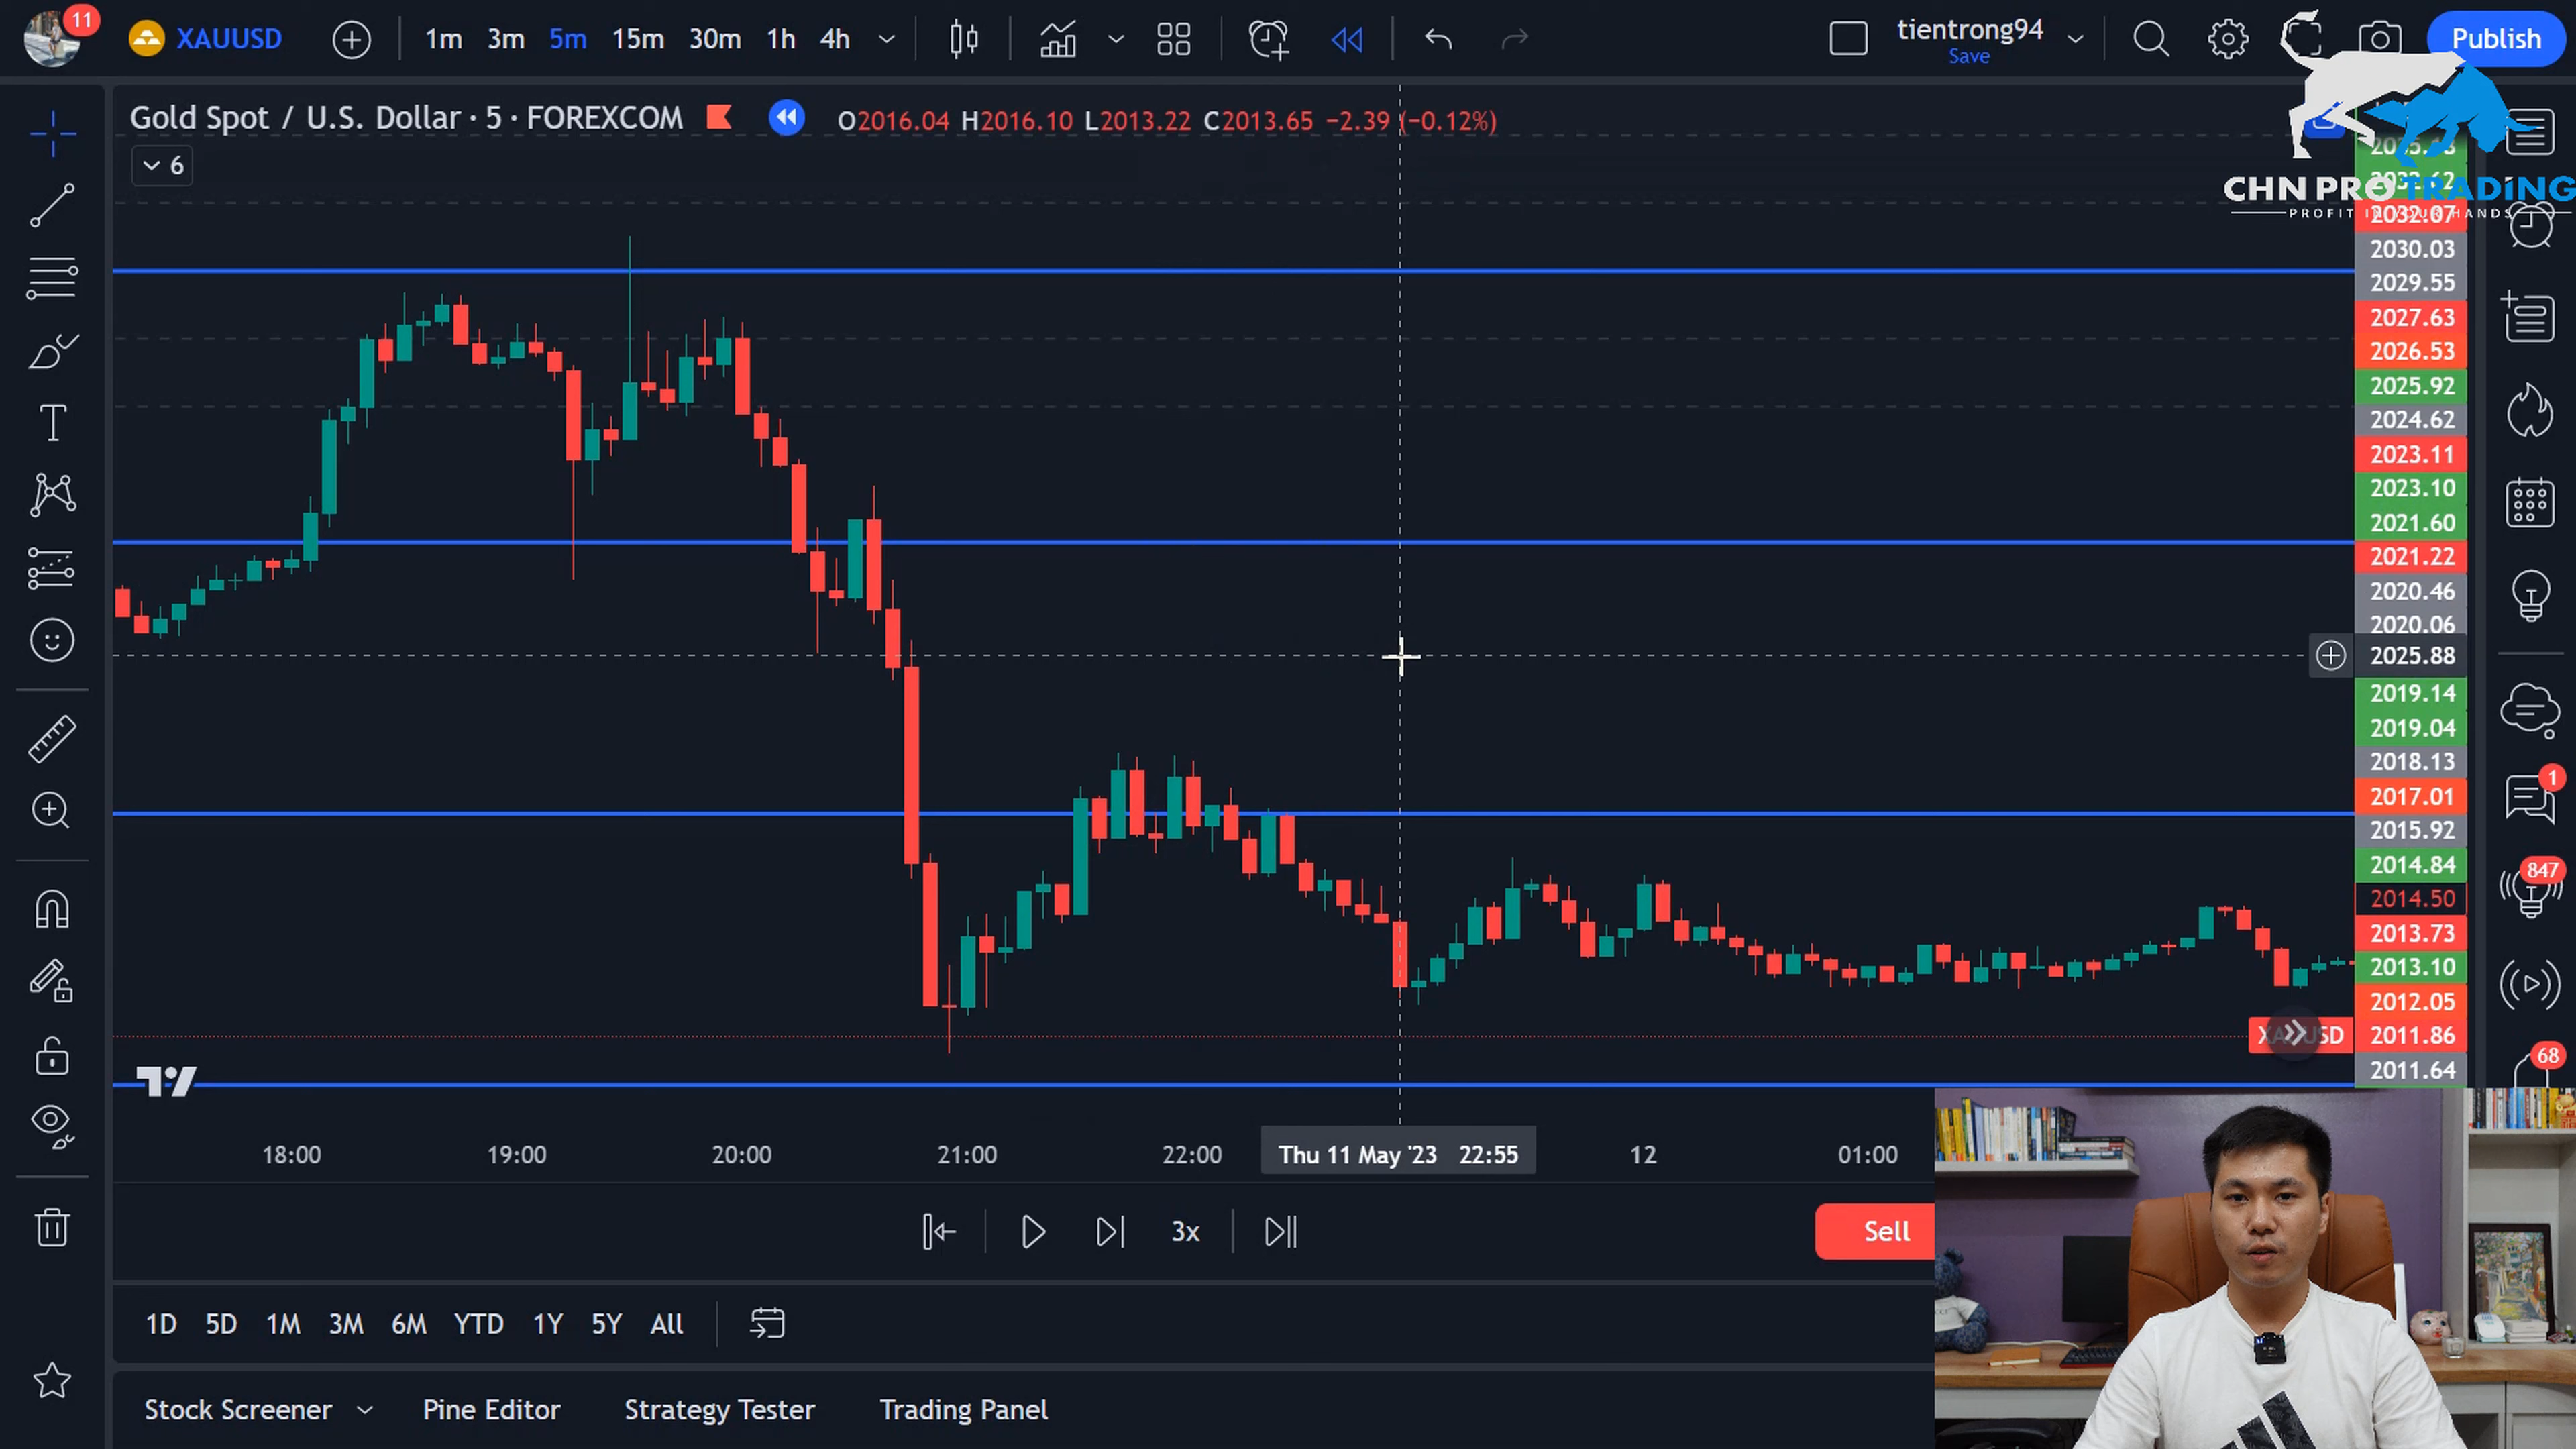 11
XAUUSD
1m 3m 5m 15m 30m 1h 4h
tientrong94
Save
Publish
Gold Spot / U.S. Dollar · 5 · FOREXCOM
O2016.04 H2016.10 L2013.22 C2013.65 −2.39 (−0.12%)
6
CHN PRO TRADING
PROFIT IN YOUR HANDS
2032.62
2032.07
2030.03
2029.55
2027.63
2026.53
2025.92
2024.62
2023.11
2023.10
2021.60
2021.22
2020.46
2020.06
2025.88
2019.14
2019.04
2018.13
2017.01
2015.92
2014.84
2014.50
2013.73
2013.10
2012.05
XAUUSD 2011.86
2011.64
1
847
68
18:00 19:00 20:00 21:00 22:00 Thu 11 May '23 22:55 12 01:00
3x
Sell
1D 5D 1M 3M 6M YTD 1Y 5Y All
Stock Screener Pine Editor Strategy Tester Trading Panel